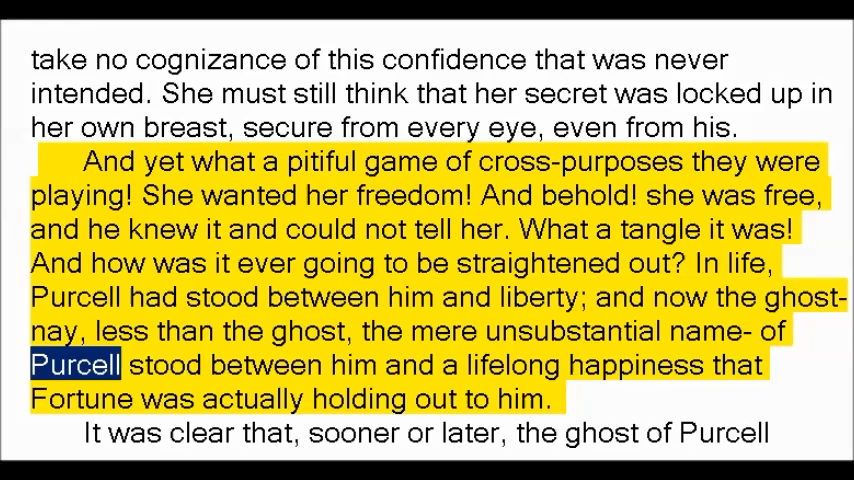 take no cognizance of this confidence that was never
intended. She must still think that her secret was locked up in
her own breast, secure from every eye, even from his.
And yet what a pitiful game of cross-purposes they were
playing! She wanted her freedom! And behold! she was free,
and he knew it and could not tell her. What a tangle it was!
And how was it ever going to be straightened out? In life,
Purcell had stood between him and liberty; and now the ghost-
nay, less than the ghost, the mere unsubstantial name- of
Purcell stood between him and a lifelong happiness that
Fortune was actually holding out to him.
It was clear that, sooner or later, the ghost of Purcell